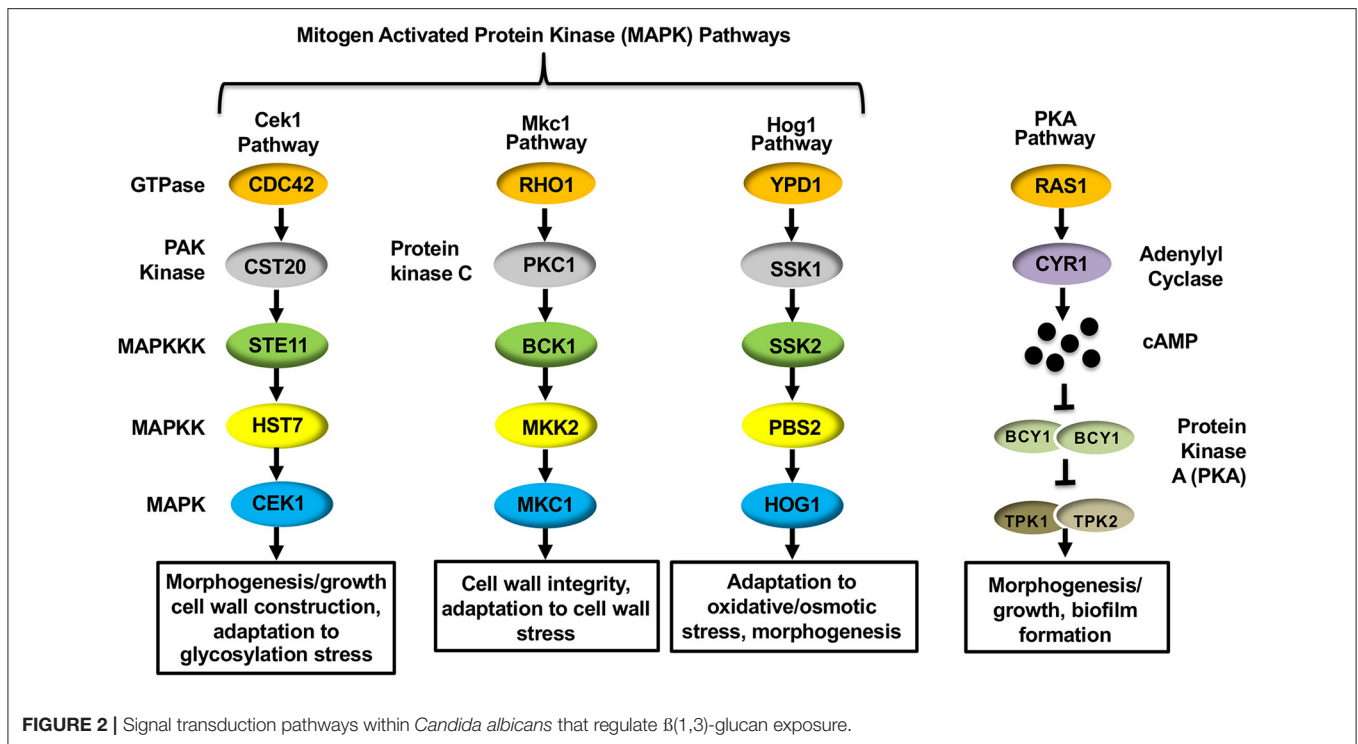 Mitogen Activated Protein Kinase (MAPK) Pathways
Cek1
Pathway
Mkc1
Pathway
Hog1
Pathway
PKA
Pathway
GTPase
CDC42
RHO1
YPD1
RAS1
PAK
Kinase
CST20
Protein
kinase C
PKC1
SSK1
CYR1
Adenylyl
Cyclase
MAPKKK
STE11
BCK1
SSK2
cAMP
MAPKK
HST7
MKK2
PBS2
BCY1
BCY1
Protein
Kinase
A (PKA)
MAPK
CEK1
MKC1
HOG1
TPK1
TPK2
Morphogenesis/growth
cell wall construction,
adaptation to
glycosylation stress
Cell wall integrity,
adaptation to cell wall
stress
Adaptation to
oxidative/osmotic
stress, morphogenesis
Morphogenesis/
growth, biofilm
formation
FIGURE 2 | Signal transduction pathways within Candida albicans that regulate ß(1,3)-glucan exposure.